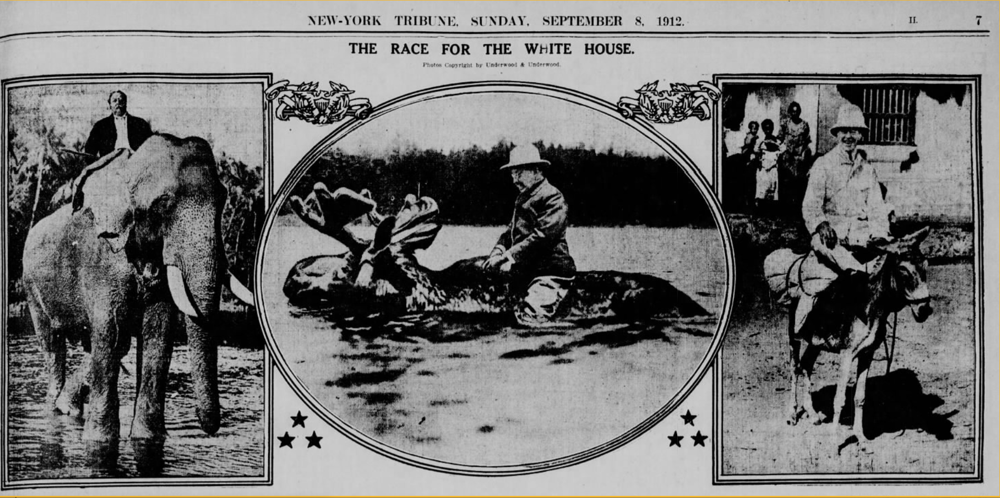 NEW-YORK TRIBUNE, SUNDAY, SEPTEMBER 8, 1912.
II. 7
THE RACE FOR THE WHITE HOUSE.
Photos Copyright by Underwood & Underwood.